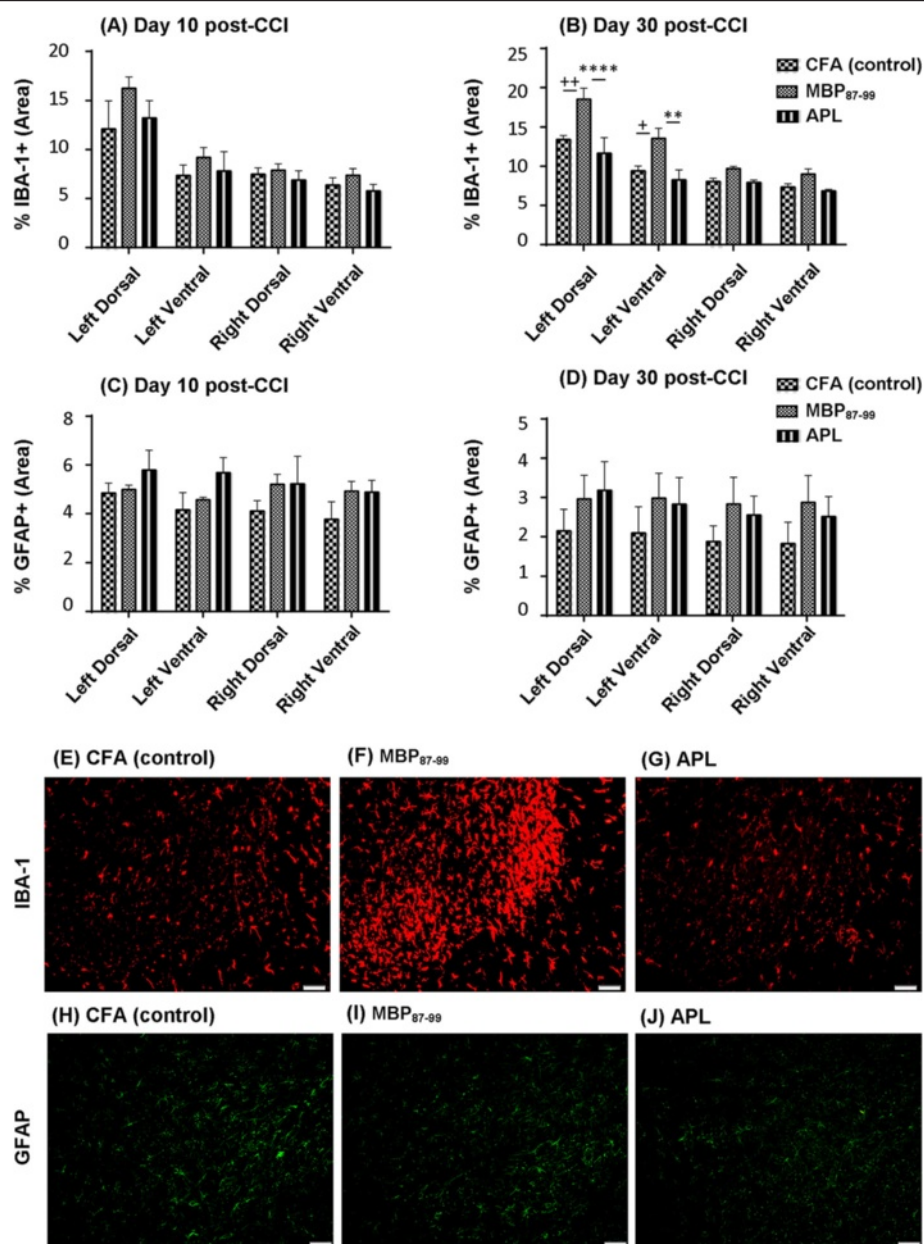 (A) Day 10 post-CCI
% IBA-1+ (Area)
20
15
10
5
0
Left Dorsal
Left Ventral
Right Dorsal
Right Ventral
(B) Day 30 post-CCI
% IBA-1+ (Area)
25
20
15
10
5
0
++
****
+
**
Left Dorsal
Left Ventral
Right Dorsal
Right Ventral
CFA (control)
MBP87-99
APL
(C) Day 10 post-CCI
% GFAP+ (Area)
8
6
4
2
0
Left Dorsal
Left Ventral
Right Dorsal
Right Ventral
(D) Day 30 post-CCI
% GFAP+ (Area)
5
4
3
2
1
0
Left Dorsal
Left Ventral
Right Dorsal
Right Ventral
CFA (control)
MBP87-99
APL
(E) CFA (control)
(F) MBP87-99
(G) APL
IBA-1
(H) CFA (control)
(I) MBP87-99
(J) APL
GFAP